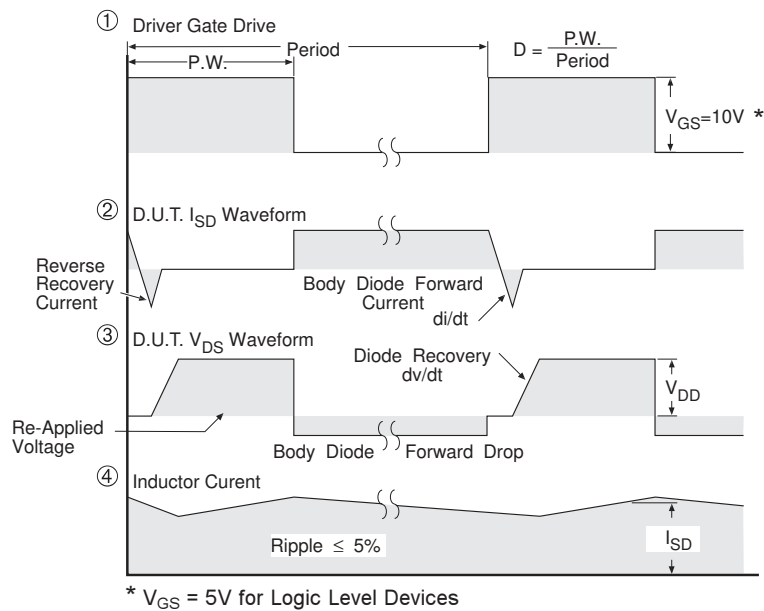 ① Driver Gate Drive
Period
P.W.
D = P.W. / Period
V_GS=10V *
② D.U.T. I_SD Waveform
Reverse
Recovery
Current
Body Diode Forward
Current
di/dt
③ D.U.T. V_DS Waveform
Diode Recovery
dv/dt
V_DD
Re-Applied
Voltage
Body Diode Forward Drop
④ Inductor Curent
Ripple ≤ 5%
I_SD
* V_GS = 5V for Logic Level Devices